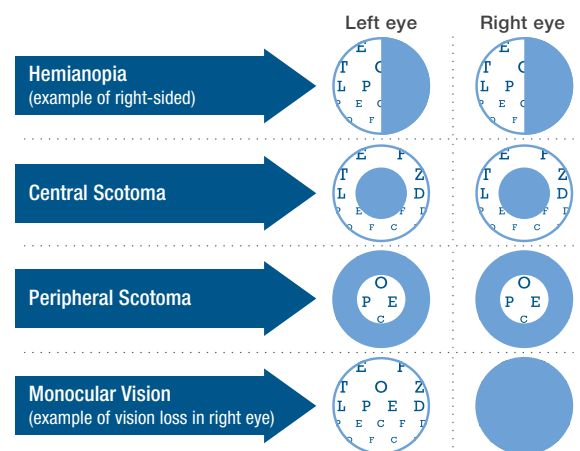 Left eye Right eye
Hemianopia
(example of right-sided)
E E
T O T O
L P L P
P E C P E C
O F O F
Central Scotoma
E P E P
T Z T Z
L D L D
P E C F D P E C F D
O F C O F C
Peripheral Scotoma
O O
P E P E
C C
Monocular Vision
(example of vision loss in right eye)
E P
T O Z
L P E D
P E C F D
O F C